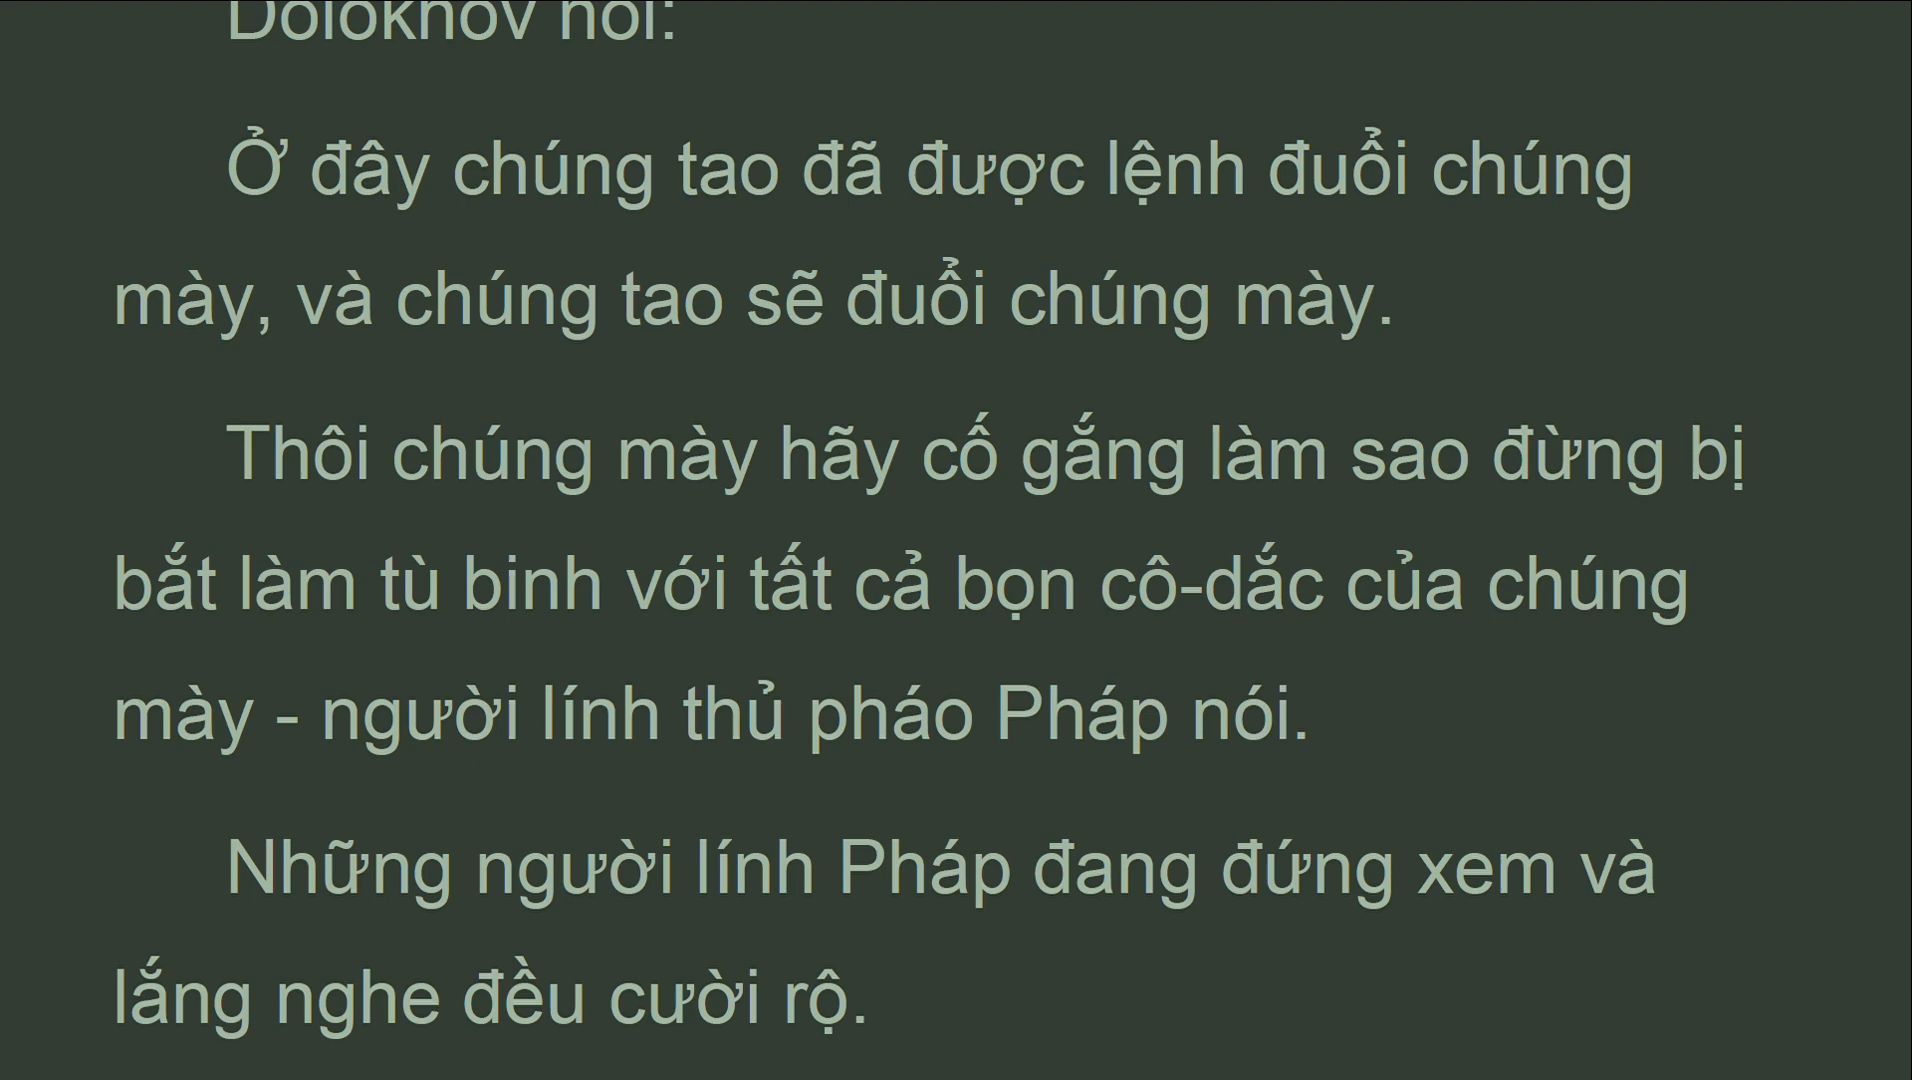 Dolokhov nói:
Ở đây chúng tao đã được lệnh đuổi chúng
mày, và chúng tao sẽ đuổi chúng mày.
Thôi chúng mày hãy cố gắng làm sao đừng bị
bắt làm tù binh với tất cả bọn cô-dắc của chúng
mày - người lính thủ pháo Pháp nói.
Những người lính Pháp đang đứng xem và
lắng nghe đều cười rộ.